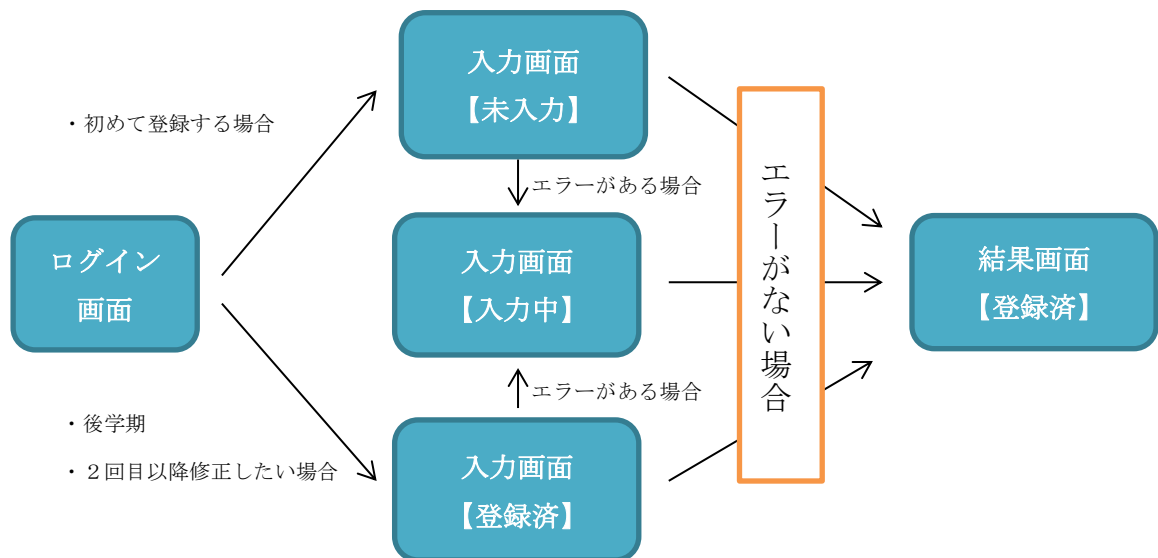 入力画面
【未入力】
・初めて登録する場合
エラーがある場合
ログイン
画面
入力画面
【入力中】
エラーがない場合
結果画面
【登録済】
エラーがある場合
・後学期
・２回目以降修正したい場合
入力画面
【登録済】